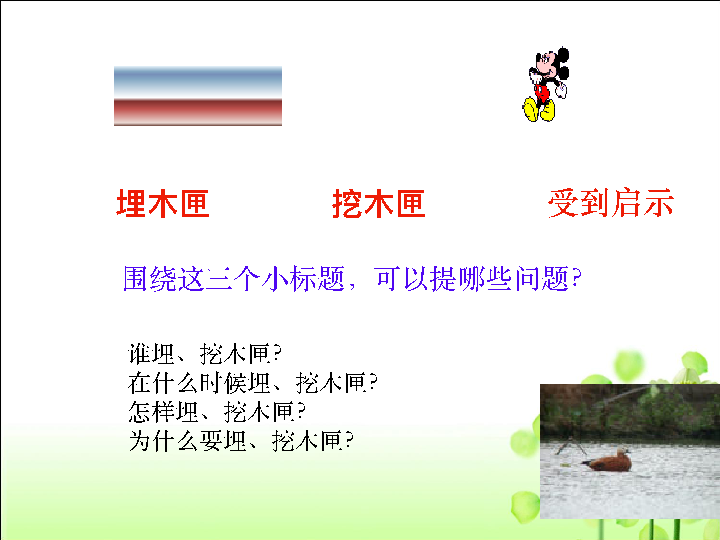 埋木匣 挖木匣 受到启示
围绕这三个小标题，可以提哪些问题?
谁埋、挖木匣?
在什么时候埋、挖木匣?
怎样埋、挖木匣?
为什么要埋、挖木匣?